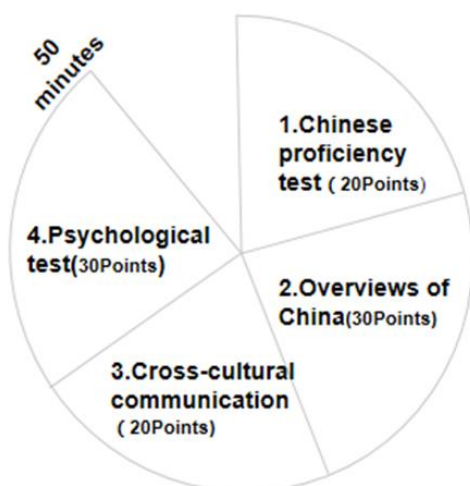 50
minutes
1.Chinese
proficiency
test ( 20Points)
2.Overviews of
China(30Points)
3.Cross-cultural
communication
( 20Points)
4.Psychological
test(30Points)